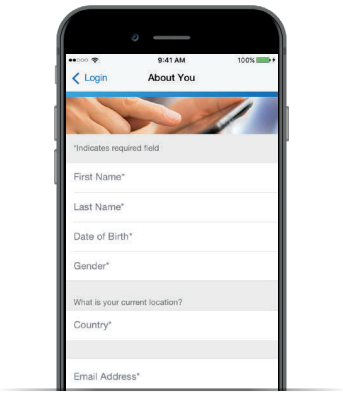 9:41 AM
100%
Login
About You
*Indicates required field
First Name*
Last Name*
Date of Birth*
Gender*
What is your current location?
Country*
Email Address*